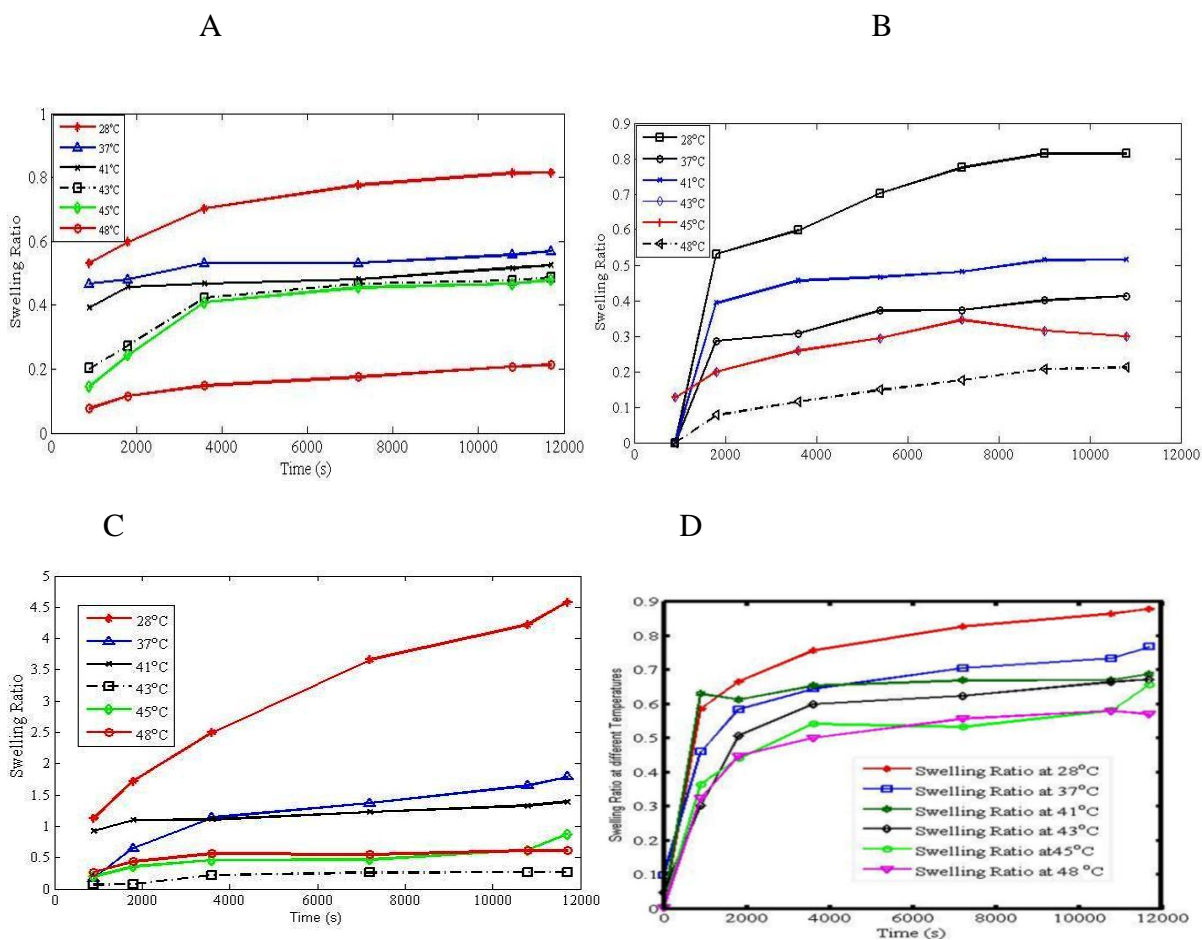 A
B
1
0.8
0.6
0.4
0.2
0
Swelling Ratio
28°C
37°C
41°C
43°C
45°C
48°C
0 2000 4000 6000 8000 10000 12000
Time (s)
0.9
0.8
0.7
0.6
0.5
0.4
0.3
0.2
0.1
0
Swelling Ratio
28°C
37°C
41°C
43°C
45°C
48°C
2000 4000 6000 8000 10000 12000
C
D
5
4.5
4
3.5
3
2.5
2
1.5
1
0.5
0
Swelling Ratio
28°C
37°C
41°C
43°C
45°C
48°C
0 2000 4000 6000 8000 10000 12000
Time (s)
0.9
0.8
0.7
0.6
0.5
0.4
0.3
0.2
0.1
0
Swelling Ratio at different Temperatures
Swelling Ratio at 28°C
Swelling Ratio at 37°C
Swelling Ratio at 41°C
Swelling Ratio at 43°C
Swelling Ratio at45°C
Swelling Ratio at 48 °C
0 2000 4000 6000 8000 10000 12000
Time (s)